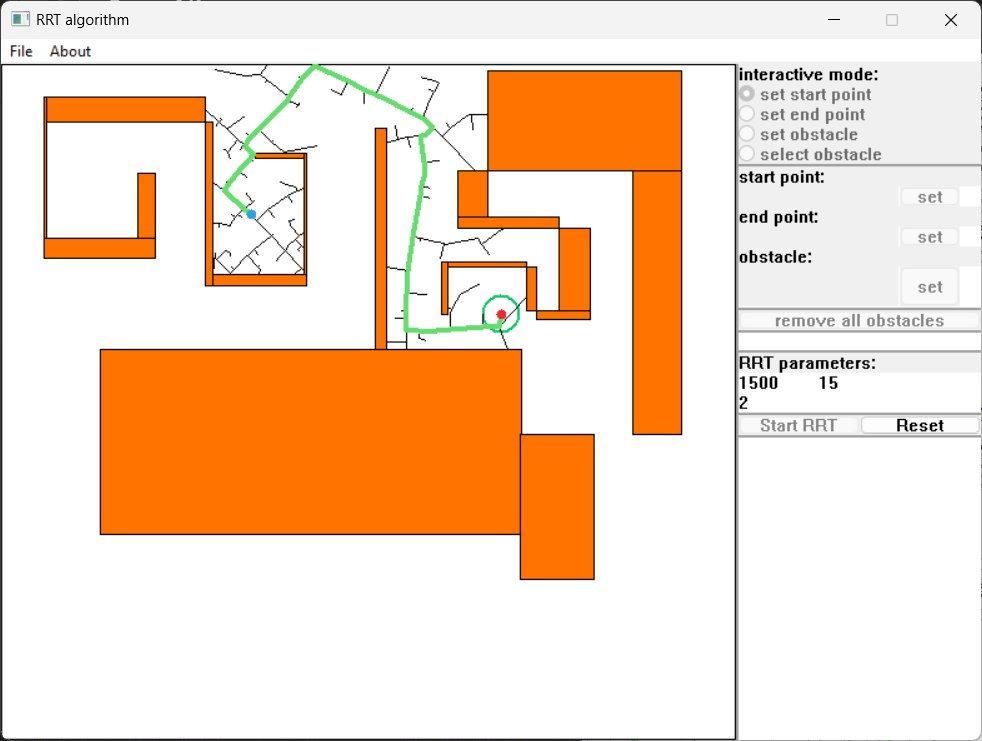 RRT algorithm
File About
interactive mode:
set start point
set end point
set obstacle
select obstacle
start point:
set
end point:
set
obstacle:
set
remove all obstacles
RRT parameters:
1500 15
2
Start RRT Reset